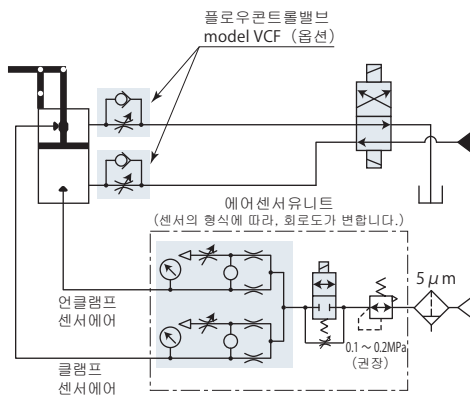 플로우콘트롤밸브
model VCF (옵션)
에어센서유니트
(센서의 형식에 따라, 회로도가 변합니다.)
5μm
언클램프
센서에어
0.1～0.2MPa
(권장)
클램프
센서에어